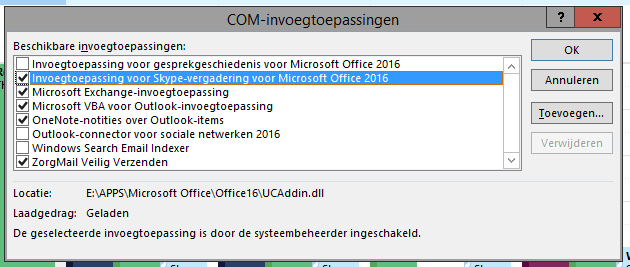 COM-invoegtoepassingen
Beschikbare invoegtoepassingen:
Invoegtoepassing voor gesprekgeschiedenis voor Microsoft Office 2016
Invoegtoepassing voor Skype-vergadering voor Microsoft Office 2016
Microsoft Exchange-invoegtoepassing
Microsoft VBA voor Outlook-invoegtoepassing
OneNote-notities over Outlook-items
Outlook-connector voor sociale netwerken 2016
Windows Search Email Indexer
ZorgMail Veilig Verzenden
OK
Annuleren
Toevoegen...
Verwijderen
Locatie: E:\APPS\Microsoft Office\Office16\UCAddin.dll
Laadgedrag: Geladen
De geselecteerde invoegtoepassing is door de systeembeheerder ingeschakeld.